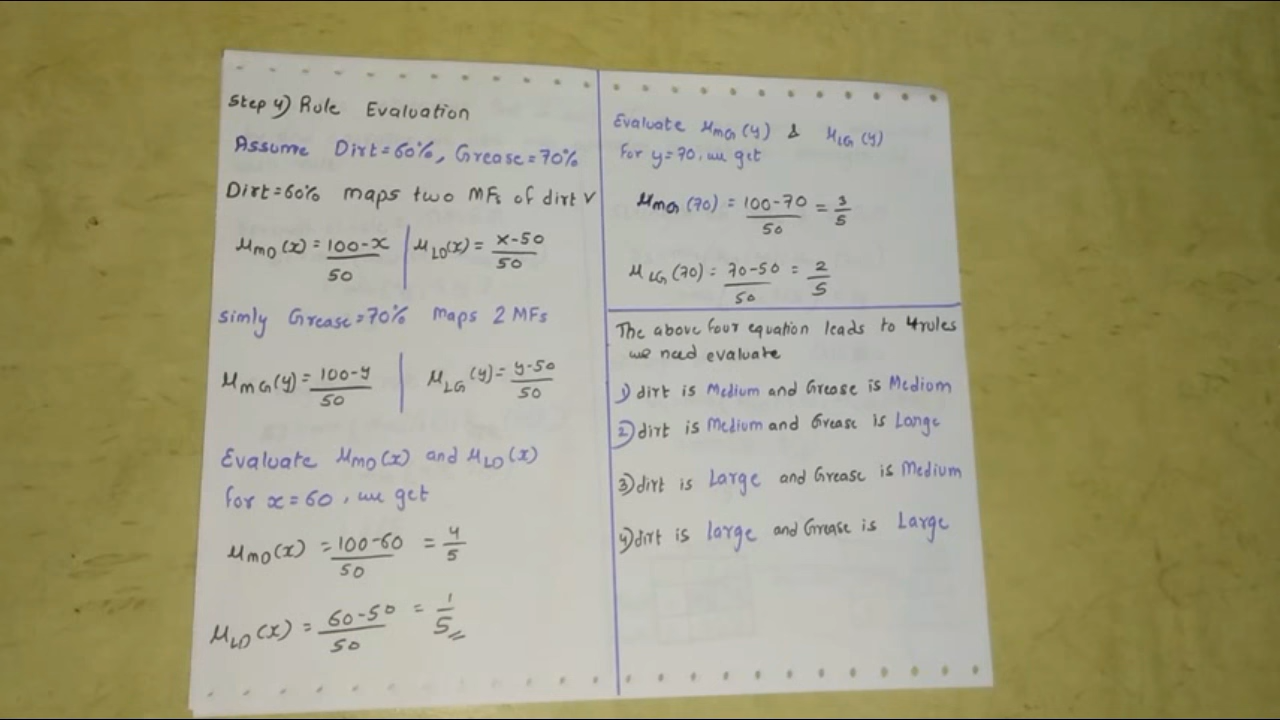 Step 4) Rule Evaluation
Assume Dirt=60%, Grease=70%
Dirt=60% maps two MFs of dirt v
μMD(x) = 100-x/50 | μLD(x) = x-50/50
simly Grease=70% maps 2 MFs
μmG(y) = 100-y/50 | μLG(y) = y-50/50
Evaluate μMD(x) and μLD(x)
for x=60, we get
μMD(x) = 100-60/50 = 4/5
μLD(x) = 60-50/50 = 1/5
Evaluate μmG(y) & μLG(y)
for y=70, we get
μmG(70) = 100-70/50 = 3/5
μLG(70) = 70-50/50 = 2/5
The above four equation leads to 4 rules
we need evaluate
1) dirt is Medium and Grease is Medium
2) dirt is Medium and Grease is Large
3) dirt is Large and Grease is Medium
4) dirt is large and Grease is Large